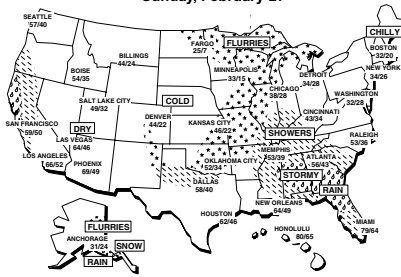 Sunday, February 27
SEATTLE
57/40
BILLINGS
44/24
FARGO
25/7
FLURRIES
CHILLY
BOSTON
32/20
NEW YORK
34/26
MINNEAPOLIS
33/15
BOISE
54/35
DETROIT
34/28
CHICAGO
38/28
WASHINGTON
32/28
SALT LAKE CITY
49/32
COLD
CINCINNATI
43/34
DENVER
44/22
KANSAS CITY
46/22
SAN FRANCISCO
59/50
DRY
LAS VEGAS
64/46
SHOWERS
RALEIGH
53/36
LOS ANGELES
66/52
PHOENIX
69/49
OKLAHOMA CITY
52/34
MEMPHIS
53/39
ATLANTA
56/43
DALLAS
58/40
STORMY
RAIN
HOUSTON
62/46
NEW ORLEANS
64/49
MIAMI
79/64
FLURRIES
ANCHORAGE
31/24
SNOW
RAIN
HONOLULU
80/65